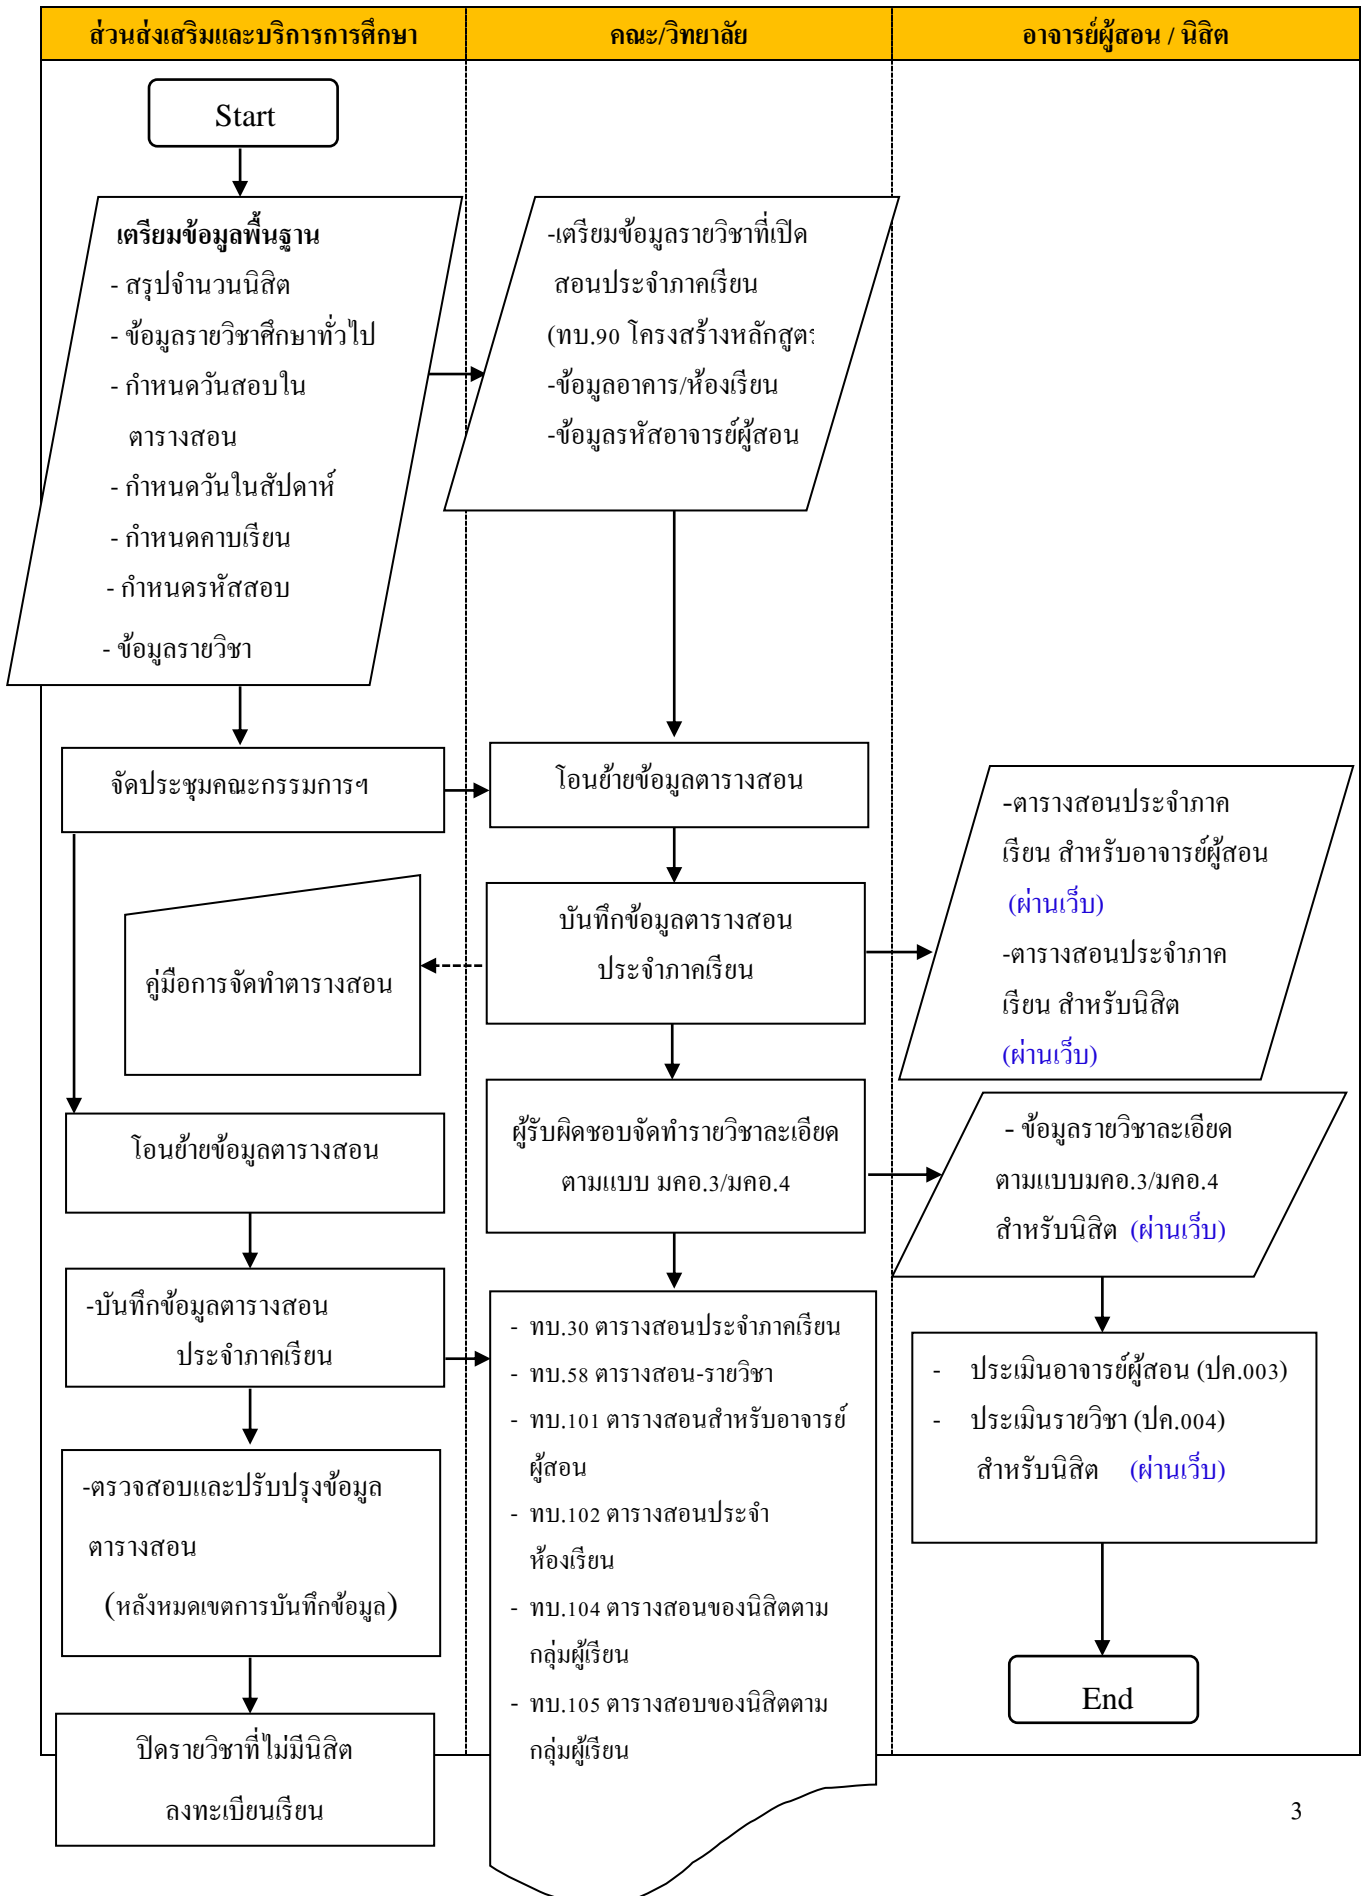 ส่วนส่งเสริมและบริการการศึกษา
คณะ/วิทยาลัย
อาจารย์ผู้สอน / นิสิต
Start
เตรียมข้อมูลพื้นฐาน
- สรุปจำนวนนิสิต
- ข้อมูลรายวิชาศึกษาทั่วไป
- กำหนดวันสอบใน
ตารางสอน
- กำหนดวันในสัปดาห์
- กำหนดคาบเรียน
- กำหนดรหัสสอบ
- ข้อมูลรายวิชา
-เตรียมข้อมูลรายวิชาที่เปิด
สอนประจำภาคเรียน
(ทบ.90 โครงสร้างหลักสูตร
-ข้อมูลอาคาร/ห้องเรียน
-ข้อมูลรหัสอาจารย์ผู้สอน
จัดประชุมคณะกรรมการฯ
โอนย้ายข้อมูลตารางสอน
-ตารางสอนประจำภาค
เรียน สำหรับอาจารย์ผู้สอน
(ผ่านเว็บ)
-ตารางสอนประจำภาค
เรียน สำหรับนิสิต
(ผ่านเว็บ)
คู่มือการจัดทำตารางสอน
บันทึกข้อมูลตารางสอน
ประจำภาคเรียน
โอนย้ายข้อมูลตารางสอน
ผู้รับผิดชอบจัดทำรายวิชาละเอียด
ตามแบบ มคอ.3/มคอ.4
- ข้อมูลรายวิชาละเอียด
ตามแบบมคอ.3/มคอ.4
สำหรับนิสิต (ผ่านเว็บ)
-บันทึกข้อมูลตารางสอน
ประจำภาคเรียน
- ทบ.30 ตารางสอนประจำภาคเรียน
- ทบ.58 ตารางสอน-รายวิชา
- ทบ.101 ตารางสอนสำหรับอาจารย์
ผู้สอน
- ทบ.102 ตารางสอนประจำ
ห้องเรียน
- ทบ.104 ตารางสอนของนิสิตตาม
กลุ่มผู้เรียน
- ทบ.105 ตารางสอบของนิสิตตาม
กลุ่มผู้เรียน
- ประเมินอาจารย์ผู้สอน (ปค.003)
- ประเมินรายวิชา (ปค.004)
สำหรับนิสิต (ผ่านเว็บ)
-ตรวจสอบและปรับปรุงข้อมูล
ตารางสอน
(หลังหมดเขตการบันทึกข้อมูล)
End
ปิดรายวิชาที่ไม่มีนิสิต
ลงทะเบียนเรียน
3